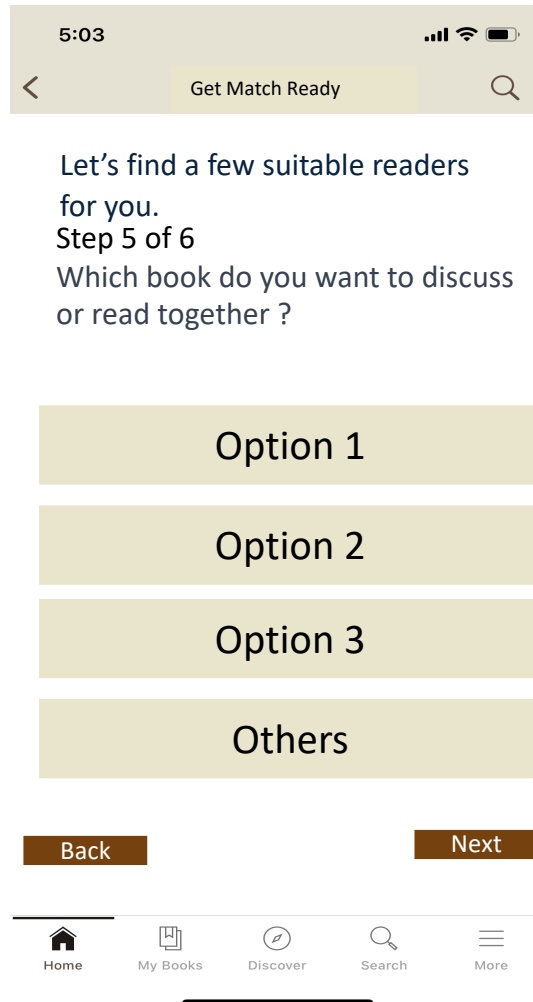 5:03
Get Match Ready
Let's find a few suitable readers
for you.
Step 5 of 6
Which book do you want to discuss
or read together ?
Option 1
Option 2
Option 3
Others
Back
Next
Home
My Books
Discover
Search
More